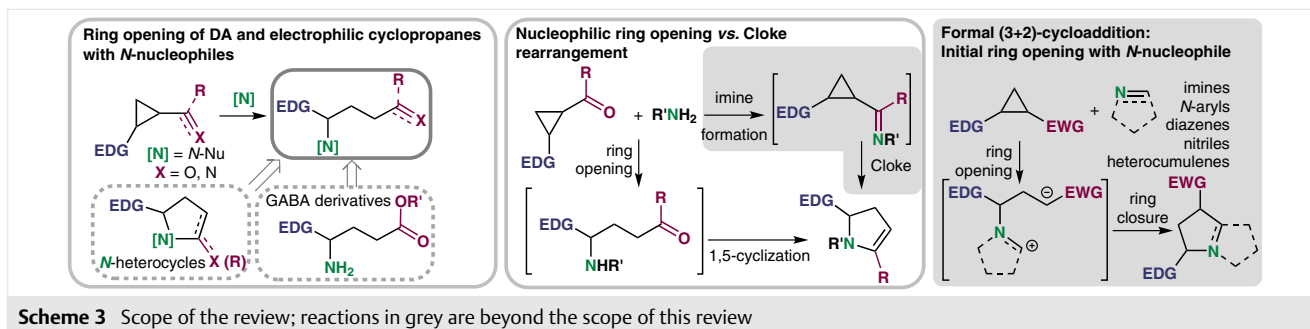 Ring opening of DA and electrophilic cyclopropanes
with N-nucleophiles
R
[N]
X
EDG
[N] = N-Nu
X = O, N
EDG
R
X
[N]
EDG
[N]
N-heterocycles
X (R)
GABA derivatives
OR'
EDG
O
NH2
Nucleophilic ring opening vs. Cloke
rearrangement
R
O
EDG
+ R'NH2
imine
formation
EDG
R
NR'
ring
opening
Cloke
EDG
R
O
NHR'
1,5-cyclization
EDG
R'
N
R
Formal (3+2)-cycloaddition:
Initial ring opening with N-nucleophile
EDG
EWG
+
N
imines
N-aryls
diazenes
nitriles
heterocumulenes
ring
opening
EDG
⊖
EWG
N
⊕
ring
closure
EWG
N
EDG
Scheme 3 Scope of the review; reactions in grey are beyond the scope of this review